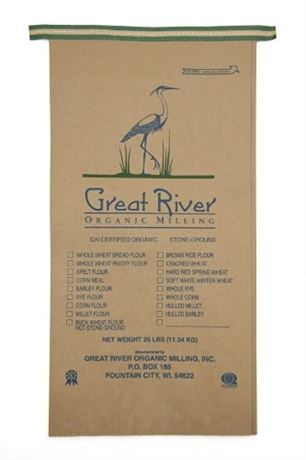 Great River
ORGANIC MILLING
GW CERTIFIED ORGANIC STONE-GROUND
WHOLE WHEAT BREAD FLOUR
WHOLE WHEAT PASTRY FLOUR
SPELT FLOUR
CORN MEAL
BARLEY FLOUR
RYE FLOUR
CORN FLOUR
MILLET FLOUR
BUCK WHEAT FLOUR
NOT STONE-GROUND
BROWN RICE FLOUR
CRACKED WHEAT
HARD RED SPRING WHEAT
SOFT WHITE WINTER WHEAT
WHOLE RYE
WHOLE CORN
HULLED MILLET
HULLED BARLEY
NET WEIGHT 25 LBS (11.34 KG)
Manufactured by
GREAT RIVER ORGANIC MILLING, INC.
P.O. BOX 185
FOUNTAIN CITY, WI. 54622